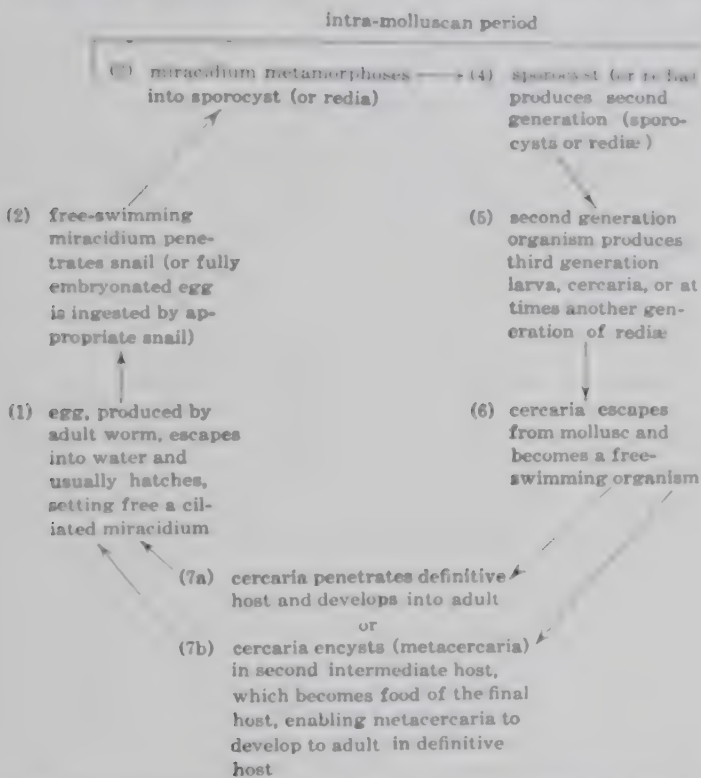 intra-molluscan period
miracidium metamorphoses
into sporocyst (or redia)
(4) sporocyst (or rediæ)
produces second
generation (sporo-
cysts or rediæ)
(2) free-swimming
miracidium pene-
trates snail (or fully
embryonated egg
is ingested by ap-
propriate snail)
(5) second generation
organism produces
third generation
larva, cercaria, or at
times another gen-
eration of rediæ
(1) egg, produced by
adult worm, escapes
into water and
usually hatches,
setting free a cil-
iated miracidium
(6) cercaria escapes
from mollusc and
becomes a free-
swimming organism
(7a) cercaria penetrates definitive
host and develops into adult
or
(7b) cercaria encysts (metacercaria)
in second intermediate host,
which becomes food of the final
host, enabling metacercaria to
develop to adult in definitive
host